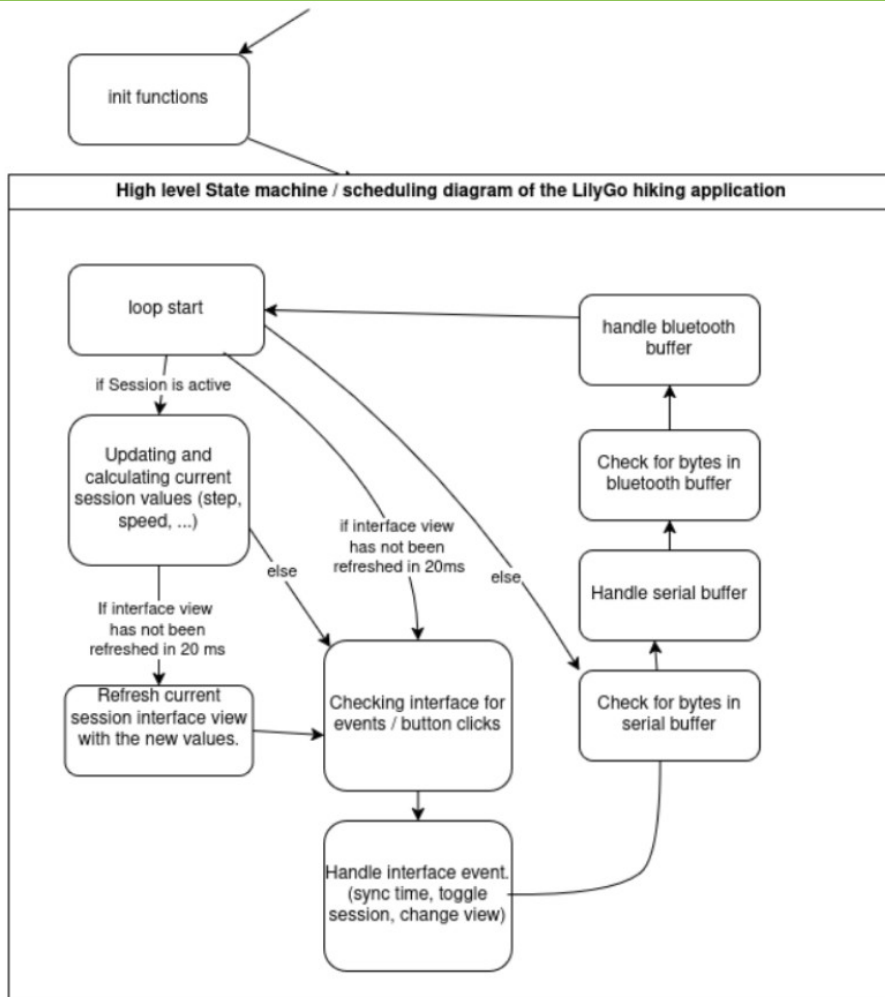 init functions
High level State machine / scheduling diagram of the LilyGo hiking application
loop start
if Session is active
Updating and
calculating current
session values (step,
speed, ...)
else
If interface view
has not been
refreshed in 20 ms
Refresh current
session interface view
with the new values.
if interface view
has not been
refreshed in 20ms
else
Checking interface for
events / button clicks
Handle interface event.
(sync time, toggle
session, change view)
Check for bytes in
serial buffer
Handle serial buffer
Check for bytes in
bluetooth buffer
handle bluetooth
buffer